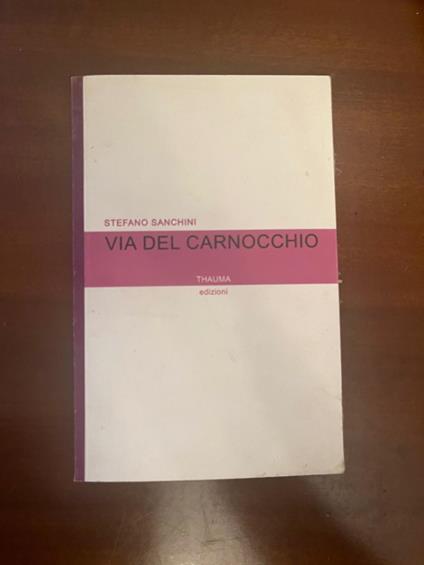 STEFANO SANCHINI
VIA DEL CARNOCCHIO
THAUMA
edizioni